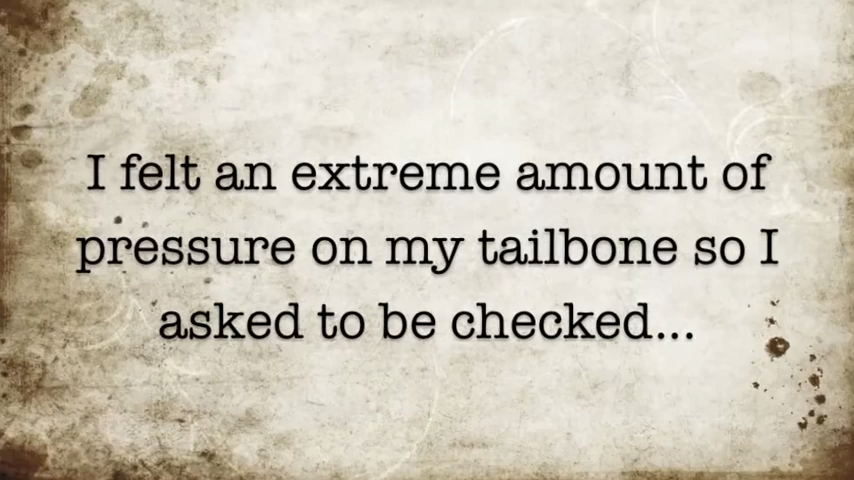 I felt an extreme amount of
pressure on my tailbone so I
asked to be checked...